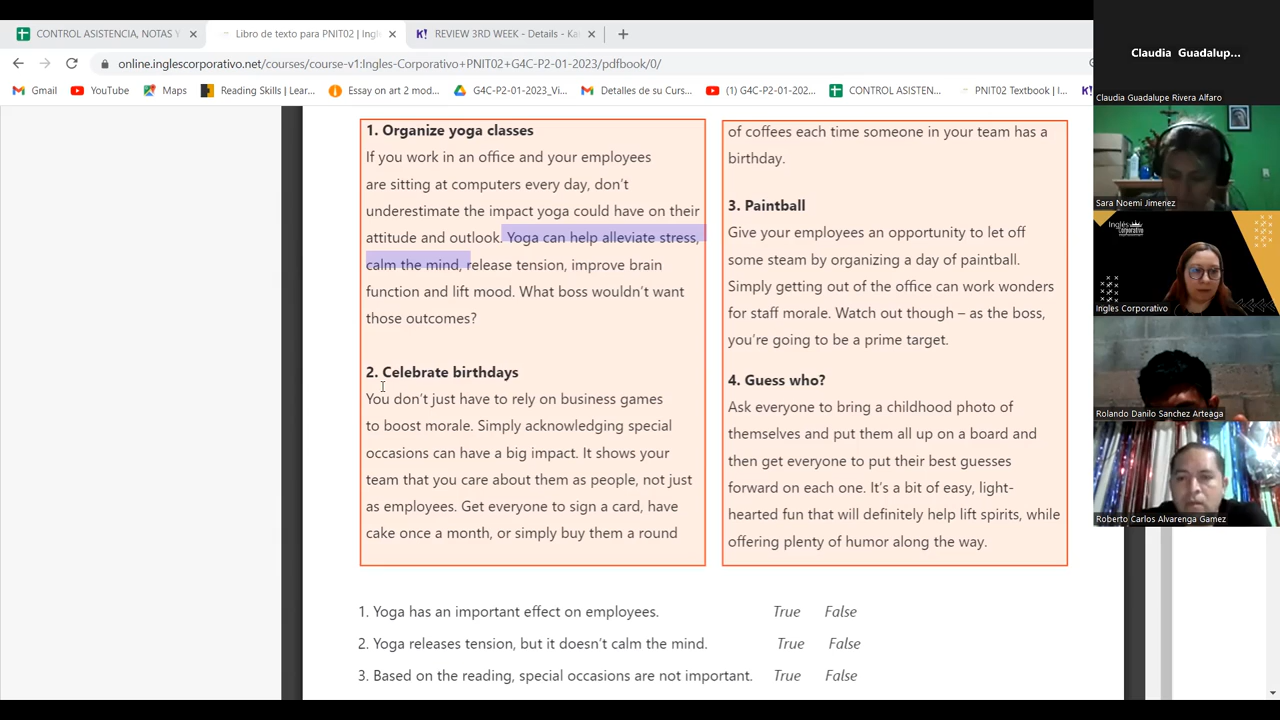 CONTROL ASISTENCIA, NOTAS Y
Libro de texto para PNIT02 | Ingl
REVIEW 3RD WEEK - Details - Ka
online.inglescorporativo.net/courses/course-v1:Ingles-Corporativo+PNIT02+G4C-P2-01-2023/pdfbook/0/
Gmail
YouTube
Maps
Reading Skills | Lear...
Essay on art 2 mod...
G4C-P2-01-2023_Vi...
Detalles de su Curs...
(1) G4C-P2-01-202...
CONTROL ASISTEN...
PNIT02 Textbook | I...
1. Organize yoga classes
If you work in an office and your employees
are sitting at computers every day, don't
underestimate the impact yoga could have on their
attitude and outlook. Yoga can help alleviate stress,
calm the mind, release tension, improve brain
function and lift mood. What boss wouldn't want
those outcomes?
2. Celebrate birthdays
You don't just have to rely on business games
to boost morale. Simply acknowledging special
occasions can have a big impact. It shows your
team that you care about them as people, not just
as employees. Get everyone to sign a card, have
cake once a month, or simply buy them a round
of coffees each time someone in your team has a
birthday.
3. Paintball
Give your employees an opportunity to let off
some steam by organizing a day of paintball.
Simply getting out of the office can work wonders
for staff morale. Watch out though – as the boss,
you're going to be a prime target.
4. Guess who?
Ask everyone to bring a childhood photo of
themselves and put them all up on a board and
then get everyone to put their best guesses
forward on each one. It's a bit of easy, light-
hearted fun that will definitely help lift spirits, while
offering plenty of humor along the way.
1. Yoga has an important effect on employees. True False
2. Yoga releases tension, but it doesn't calm the mind. True False
3. Based on the reading, special occasions are not important. True False
Claudia Guadalup...
Claudia Guadalupe Rivera Alfaro
Sara Noemi Jimenez
Inglés
Corporativo
Ingles Corporativo
Rolando Danilo Sanchez Arteaga
Roberto Carlos Alvarenga Gamez